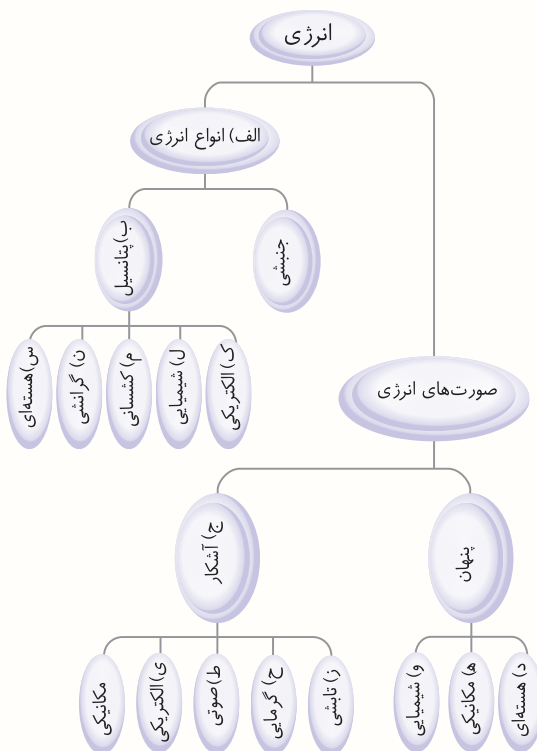 انرژی
الف) انواع انرژی
جنبشی
ب) پتانسیل
ک) الکتریکی
ل) شیمیایی
م) کشسانی
ن) گرانشی
س) هسته‌ای
صورت‌های انرژی
پنهان
ج) آشکار
د) هسته‌ای
ه) مکانیکی
و) شیمیایی
ز) تابشی
ح) گرمایی
ط) صوتی
ی) الکتریکی
مکانیکی